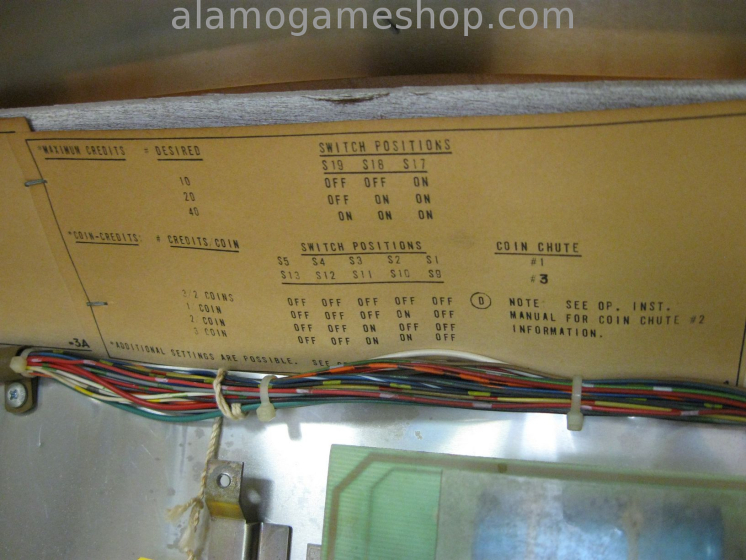 alamogameshop.com
*MAXIMUM CREDITS = DESIRED SWITCH POSITIONS
S19 S18 S17
10 OFF OFF ON
20 OFF ON ON
40 ON ON ON
*COIN-CREDITS: # CREDITS/COIN SWITCH POSITIONS COIN CHUTE
S5 S4 S3 S2 S1 #1
S13 S12 S11 S10 S9 #3
3/2 COINS OFF OFF OFF OFF OFF
1/ COIN OFF OFF OFF ON OFF
2/ COIN OFF OFF ON OFF OFF
3 COIN OFF OFF ON ON OFF
NOTE: SEE OP. INST.
MANUAL FOR COIN CHUTE #2
INFORMATION.
-3A
*ADDITIONAL SETTINGS ARE POSSIBLE. SEE